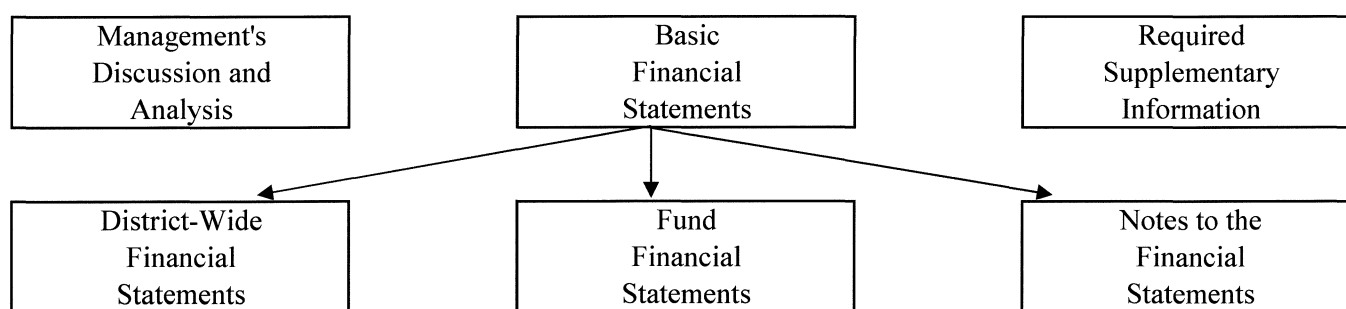 Management's
Discussion and
Analysis
Basic
Financial
Statements
Required
Supplementary
Information
District-Wide
Financial
Statements
Fund
Financial
Statements
Notes to the
Financial
Statements